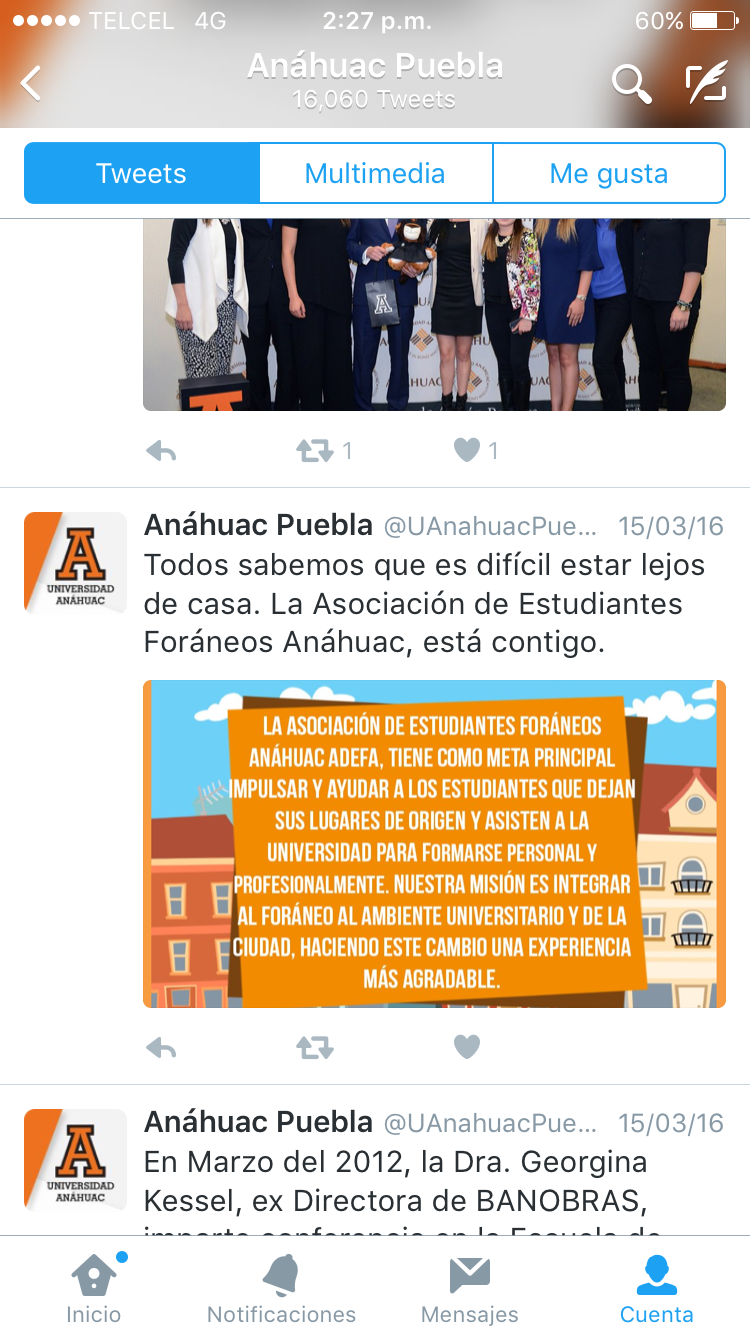 TELCEL 4G 2:27 p.m. 60%
Anáhuac Puebla
16,060 Tweets
Tweets Multimedia Me gusta
A
1 1
Anáhuac Puebla @UAnahuacPue... 15/03/16
Todos sabemos que es difícil estar lejos
de casa. La Asociación de Estudiantes
Foráneos Anáhuac, está contigo.
A
UNIVERSIDAD
ANÁHUAC
LA ASOCIACIÓN DE ESTUDIANTES FORÁNEOS
ANÁHUAC ADEFA, TIENE COMO META PRINCIPAL
IMPULSAR Y AYUDAR A LOS ESTUDIANTES QUE DEJAN
SUS LUGARES DE ORIGEN Y ASISTEN A LA
UNIVERSIDAD PARA FORMARSE PERSONAL Y
PROFESIONALMENTE. NUESTRA MISIÓN ES INTEGRAR
AL FORÁNEO AL AMBIENTE UNIVERSITARIO Y DE LA
CIUDAD, HACIENDO ESTE CAMBIO UNA EXPERIENCIA
MÁS AGRADABLE.
Anáhuac Puebla @UAnahuacPue... 15/03/16
En Marzo del 2012, la Dra. Georgina
Kessel, ex Directora de BANOBRAS,
A
UNIVERSIDAD
ANÁHUAC
Inicio Notificaciones Mensajes Cuenta